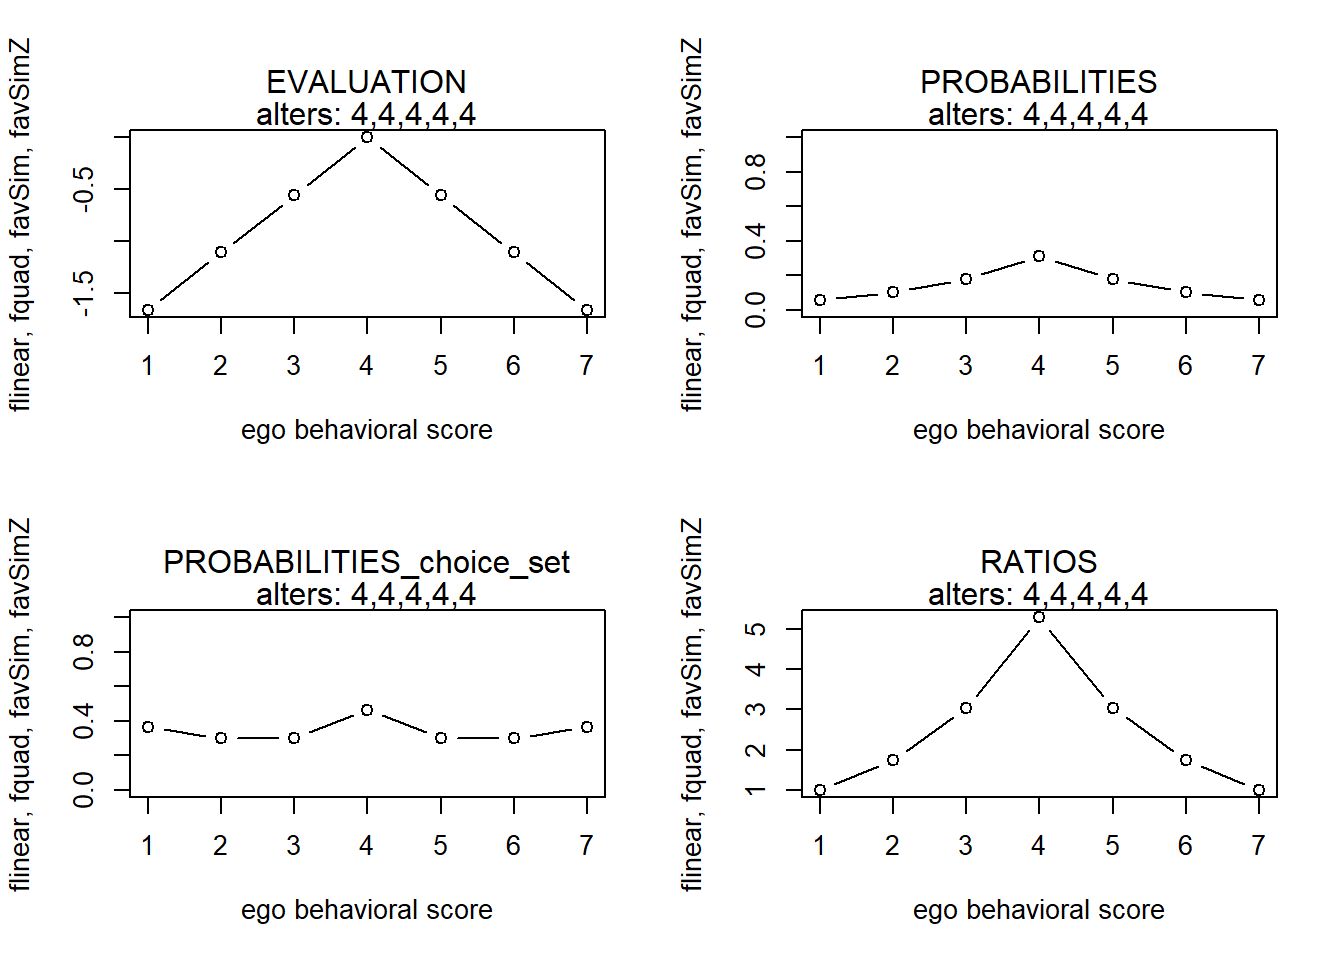 EVALUATION
alters: 4,4,4,4,4
flinear, fquad, favSim, favSimZ
-0.5
-1.5
1 2 3 4 5 6 7
ego behavioral score
PROBABILITIES
alters: 4,4,4,4,4
flinear, fquad, favSim, favSimZ
0.8
0.4
0.0
1 2 3 4 5 6 7
ego behavioral score
PROBABILITIES_choice_set
alters: 4,4,4,4,4
flinear, fquad, favSim, favSimZ
0.8
0.4
0.0
1 2 3 4 5 6 7
ego behavioral score
RATIOS
alters: 4,4,4,4,4
flinear, fquad, favSim, favSimZ
5
4
3
2
1
1 2 3 4 5 6 7
ego behavioral score